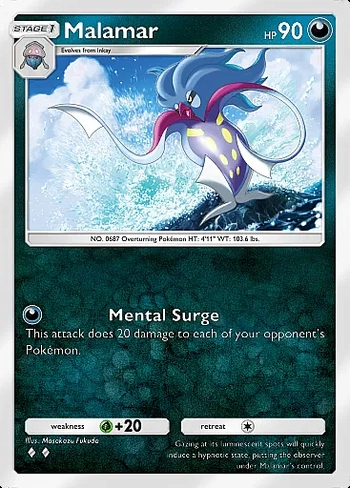 STAGE 1
Malamar
HP 90
Evolves from Inkay
NO. 0687 Overturning Pokémon HT: 4'11" WT: 103.6 lbs.
Mental Surge
This attack does 20 damage to each of your opponent's
Pokémon.
weakness +20
retreat
Illus. Masakazu Fukuda
Gazing at its luminescent spots will quickly
induce a hypnotic state, putting the observer
under Malamar's control.